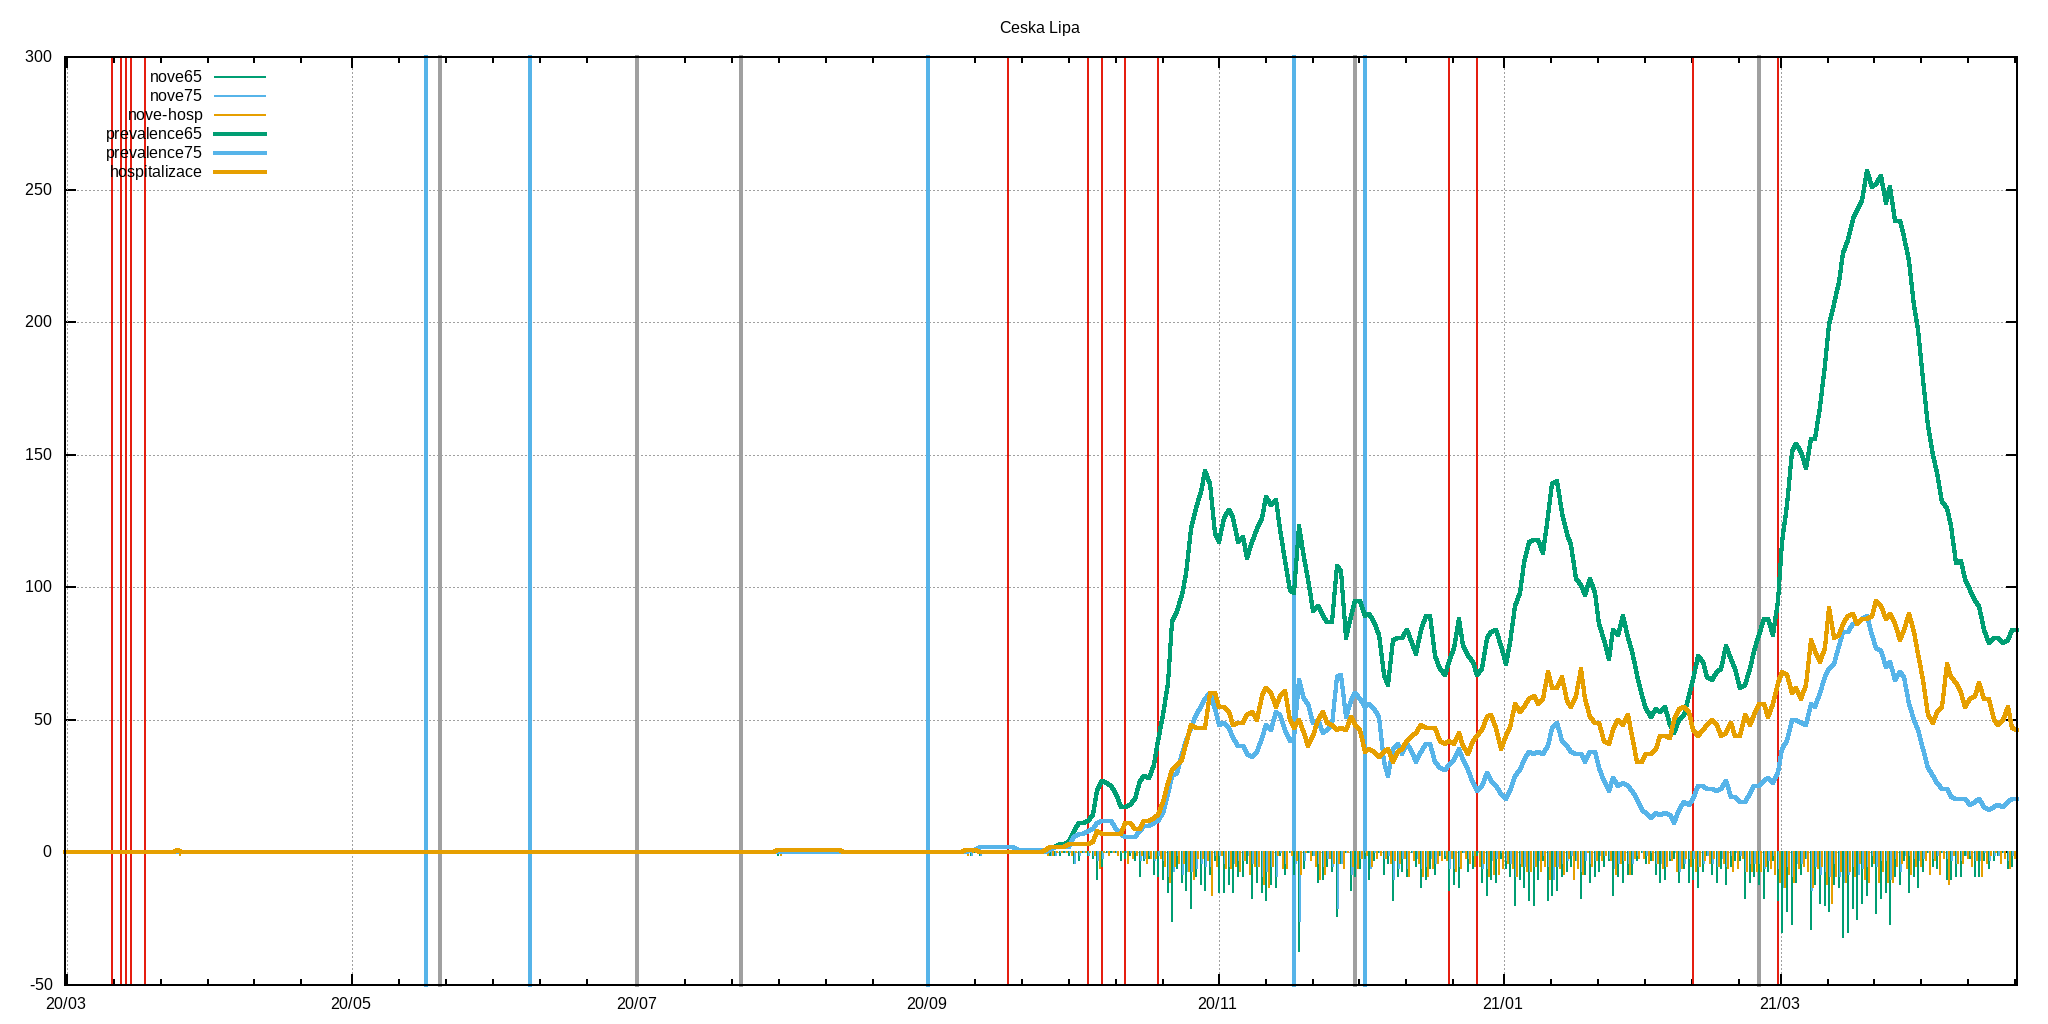 Ceska Lipa
300
250
200
150
100
50
0
-50
nove65
nove75
nove-hosp
prevalence65
prevalence75
hospitalizace
20/03 20/05 20/07 20/09 20/11 21/01 21/03